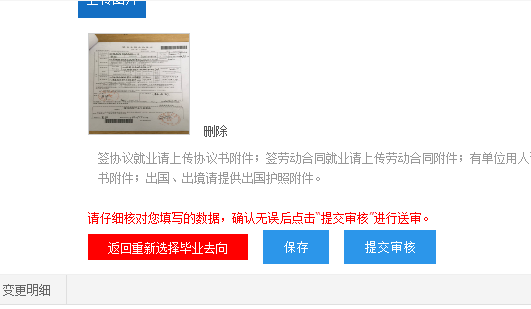 上传图片
删除
签协议就业请上传协议书附件；签劳动合同就业请上传劳动合同附件；有单位用人
书附件；出国、出境请提供出国护照附件。
请仔细核对您填写的数据，确认无误后点击“提交审核”进行送审。
返回重新选择毕业去向 保存 提交审核
变更明细